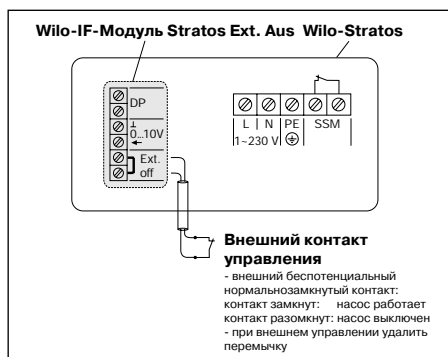 Wilo-IF-Модуль Stratos Ext. Aus Wilo-Stratos
DP
⊥
0...10V
←
Ext.
off
L N PE SSM
1~230 V
Внешний контакт
управления
- внешний беспотенциальный
нормальнозамкнутый контакт:
контакт замкнут: насос работает
контакт разомкнут: насос выключен
- при внешнем управлении удалить
перемычку